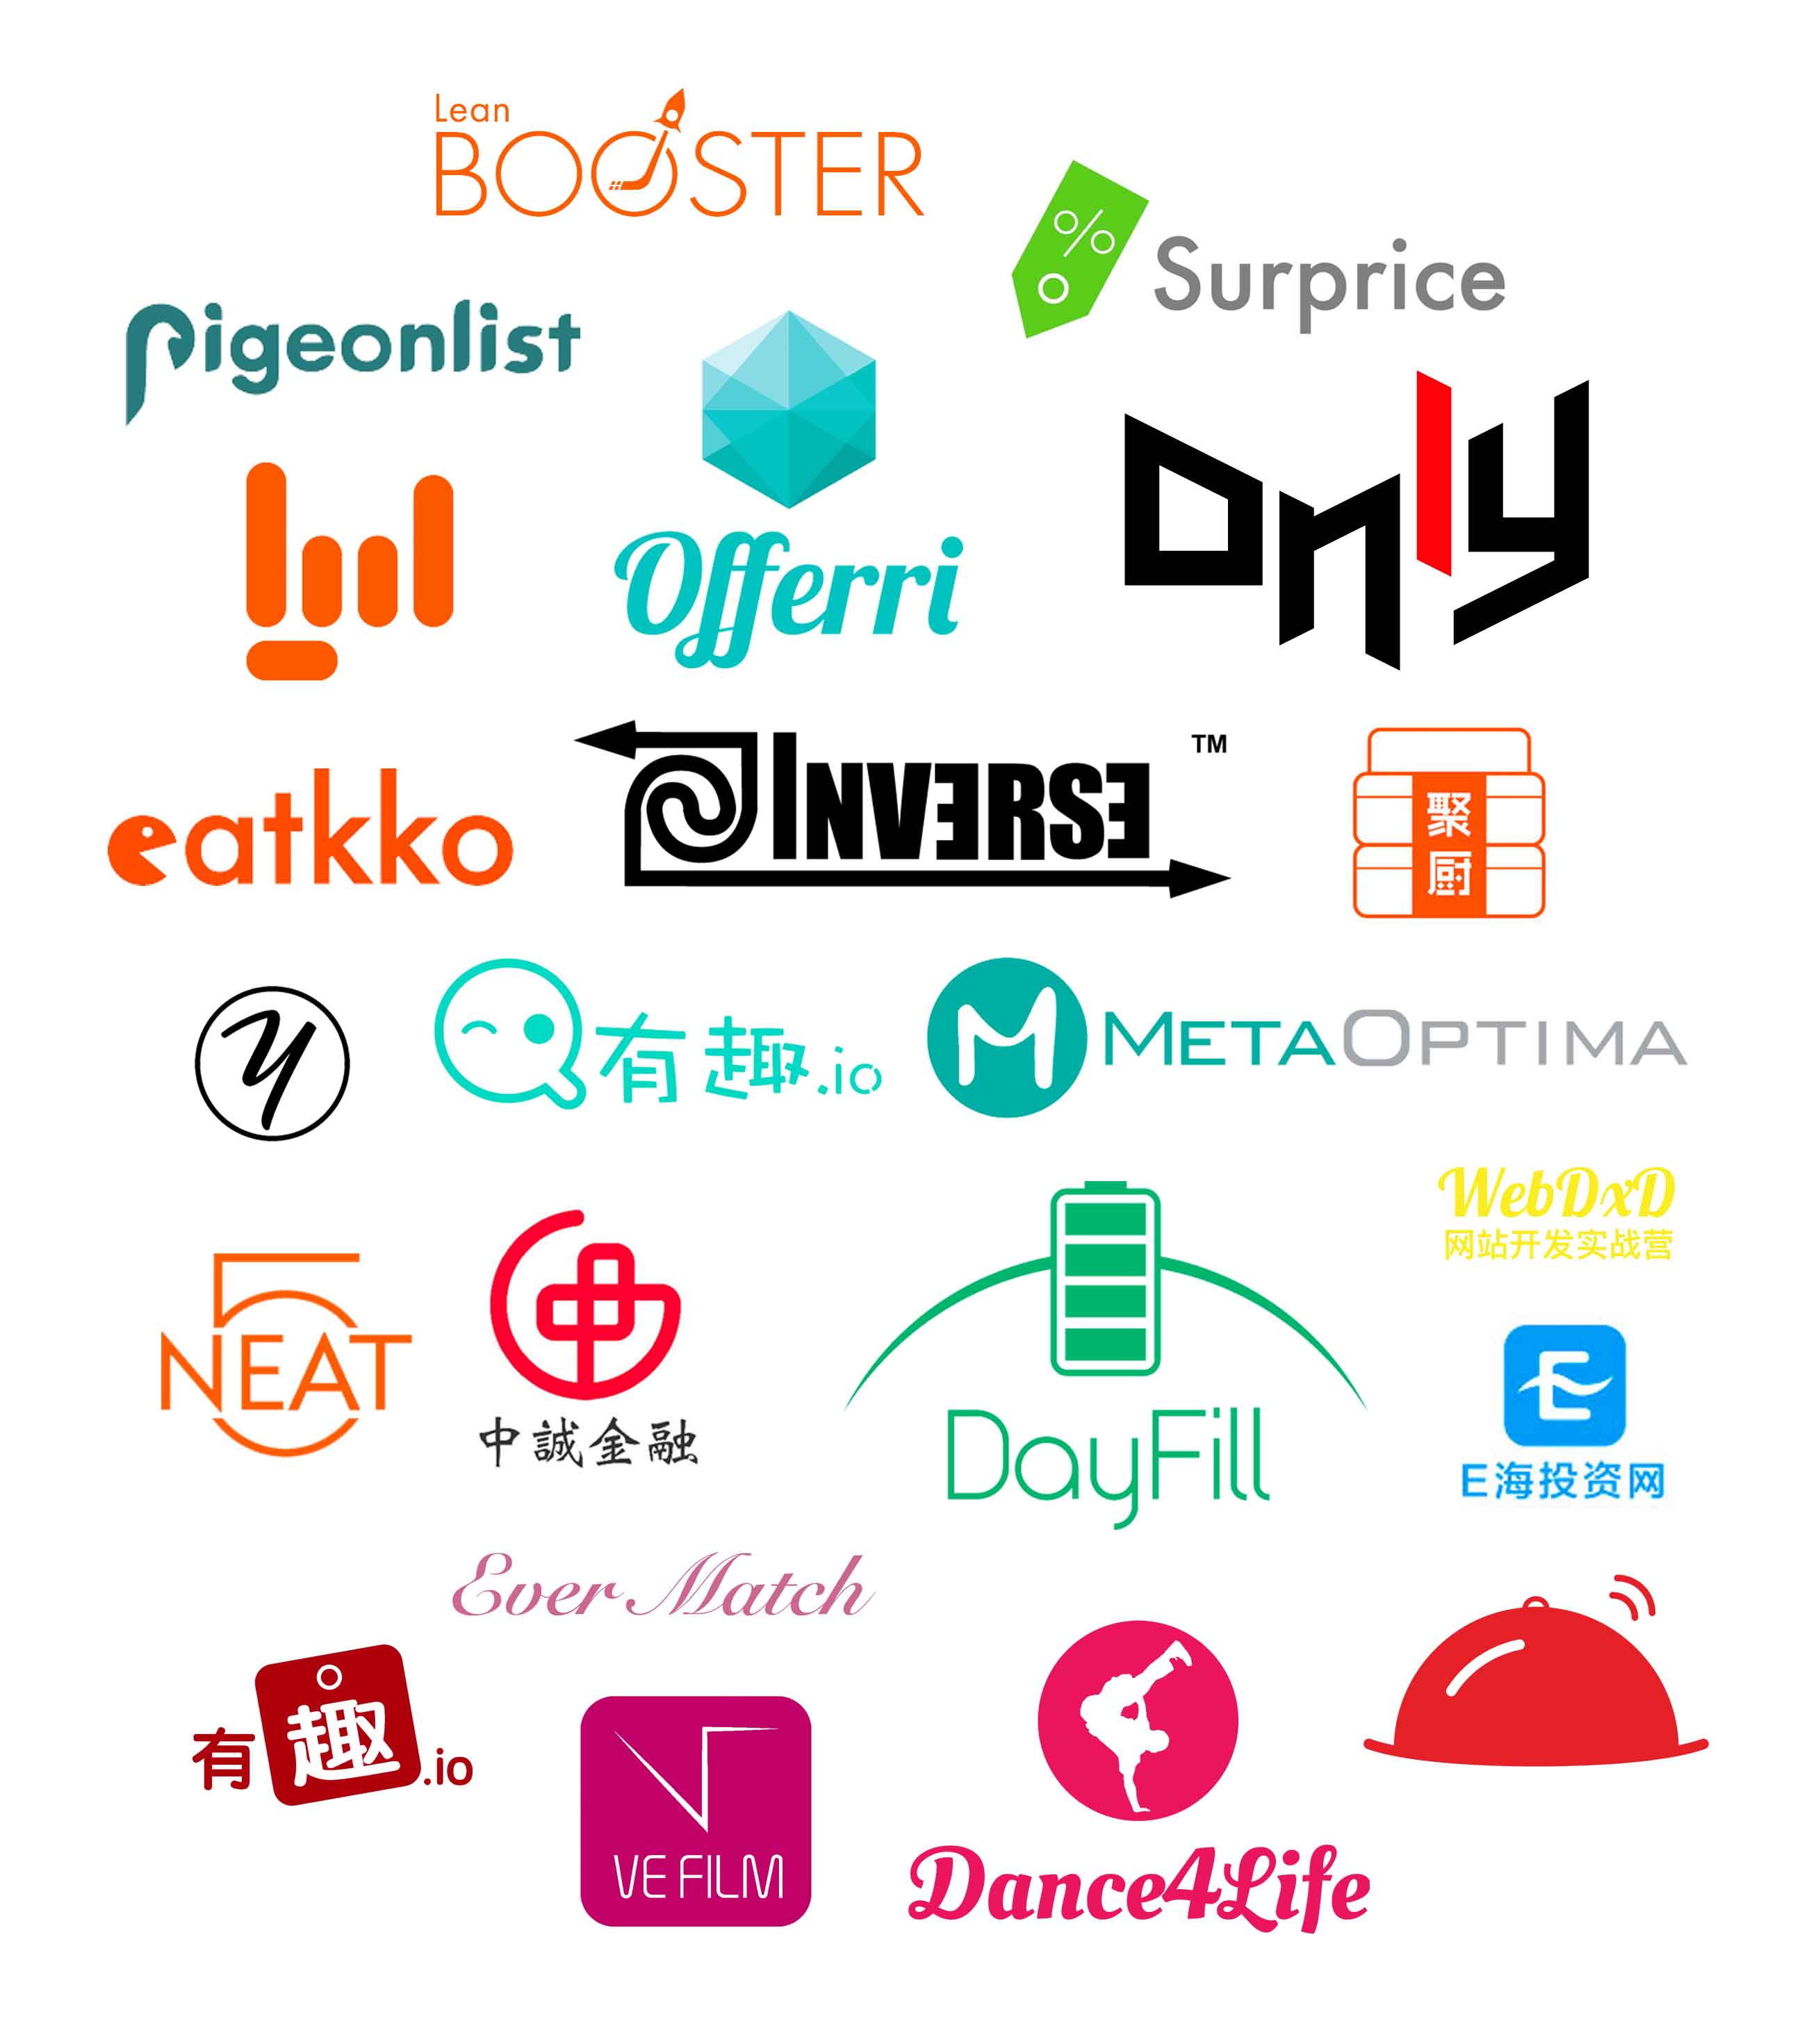 Lean
BOOSTER
%
Surprice
Pigeonlist
Offerri
only
eatkko
INVERSE
TM
聚
厨
y
有趣.io
M
METAOPTIMA
WebDxD
网站开发实战营
5
NEAT
中誠金融
DayFill
E
E海投资网
Ever Match
有趣.io
VE FILM
Dance4Life